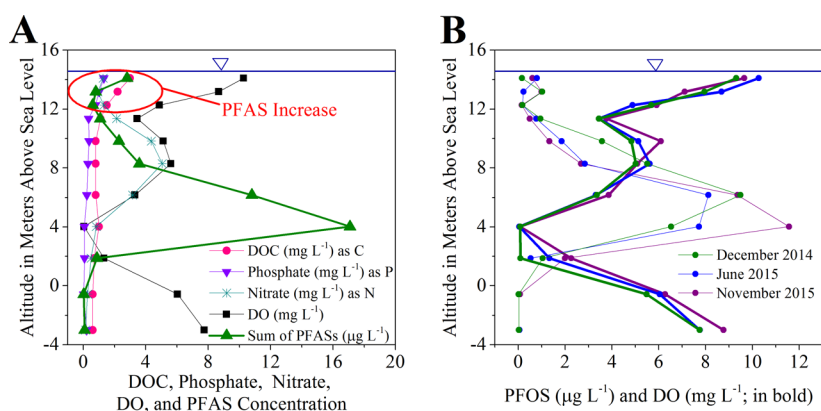 A
16
12
8
4
0
-4
Altitude in Meters Above Sea Level
PFAS Increase
DOC (mg L⁻¹) as C
Phosphate (mg L⁻¹) as P
Nitrate (mg L⁻¹) as N
DO (mg L⁻¹)
Sum of PFASs (µg L⁻¹)
0 4 8 12 16 20
DOC, Phosphate, Nitrate,
DO, and PFAS Concentration
B
16
12
8
4
0
-4
Altitude in Meters Above Sea Level
December 2014
June 2015
November 2015
0 2 4 6 8 10 12
PFOS (µg L⁻¹) and DO (mg L⁻¹; in bold)